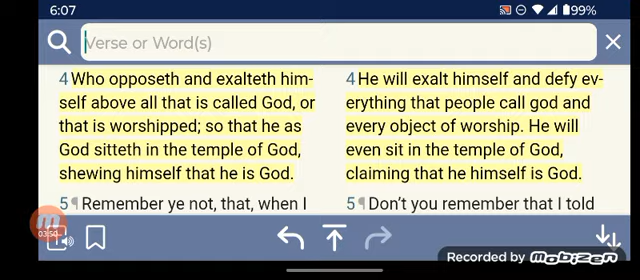 6:07
99%
Verse or Word(s)
4 Who opposeth and exalteth him-
self above all that is called God, or
that is worshipped; so that he as
God sitteth in the temple of God,
shewing himself that he is God.
5 ¶ Remember ye not, that, when I
4 He will exalt himself and defy ev-
erything that people call god and
every object of worship. He will
even sit in the temple of God,
claiming that he himself is God.
5 ¶ Don't you remember that I told
03:50
Recorded by Mobizen